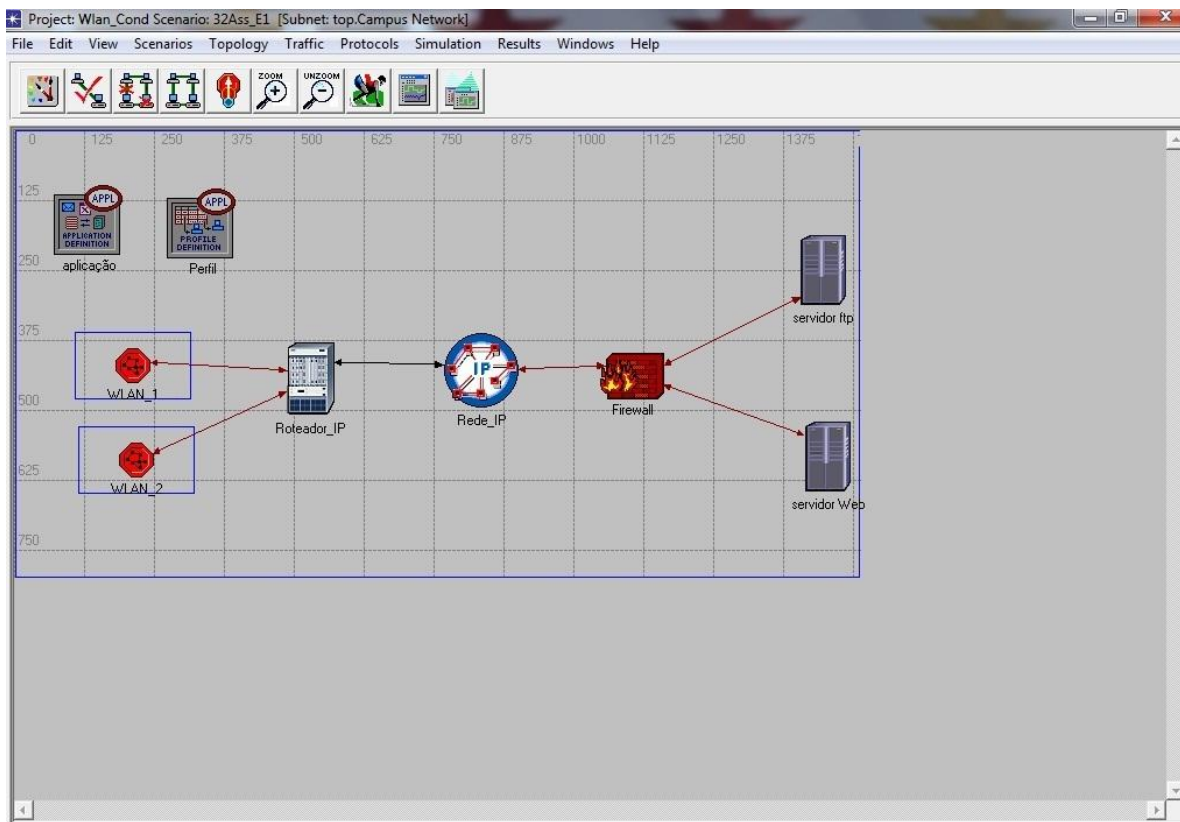 Project: Wlan_Cond Scenario: 32Ass_E1 [Subnet: top.Campus Network]
File Edit View Scenarios Topology Traffic Protocols Simulation Results Windows Help
ZOOM UNZOOM
0 125 250 375 500 625 750 875 1000 1125 1250 1375
125
APPL
APPLICATION DEFINITION
aplicação
APPL
PROFILE DEFINITION
Perfil
250
servidor ftp
375
WLAN_1
Roteador_IP
IP
Rede_IP
Firewall
500
WLAN_2
625
servidor Web
750